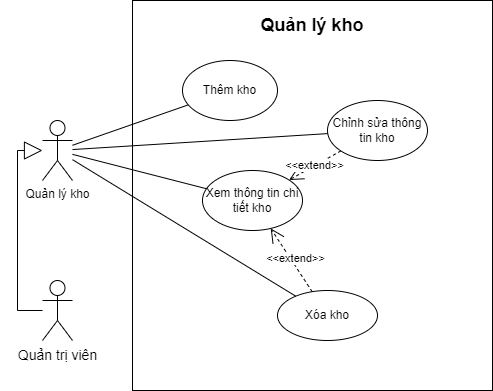 Quản lý kho
Thêm kho
Chỉnh sửa thông
tin kho
<<extend>>
Quản lý kho
Xem thông tin chi
tiết kho
<<extend>>
Xóa kho
Quản trị viên